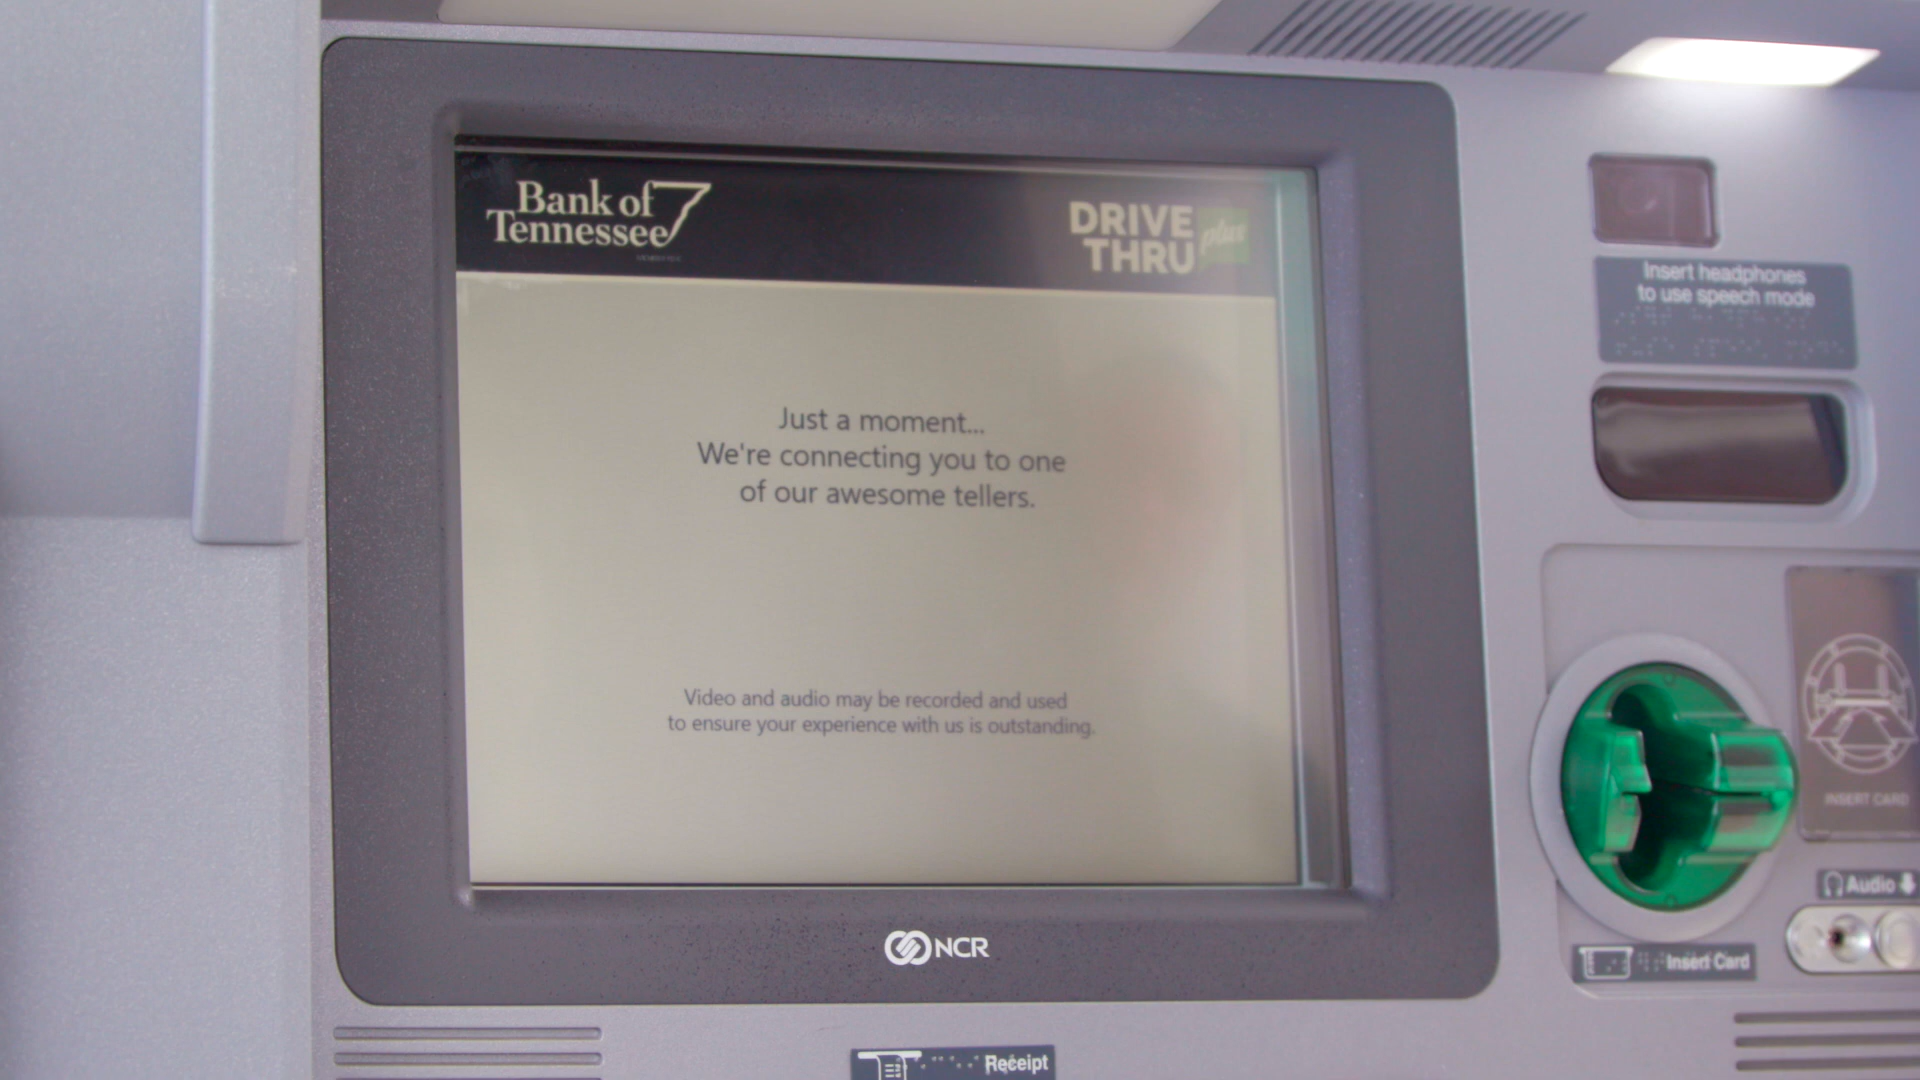 Bank of
Tennessee
DRIVE
THRU plus
Just a moment...
We're connecting you to one
of our awesome tellers.
Video and audio may be recorded and used
to ensure your experience with us is outstanding.
NCR
Receipt
Insert headphones
to use speech mode
INSERT CARD
Audio
Insert Card